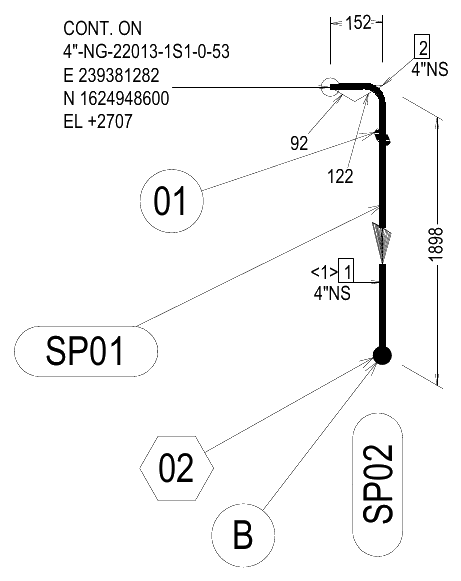 CONT. ON
4"-NG-22013-1S1-0-53
E 239381282
N 1624948600
EL +2707
152
2
4"NS
92
122
01
1898
<1> 1
4"NS
SP01
02
SP02
B